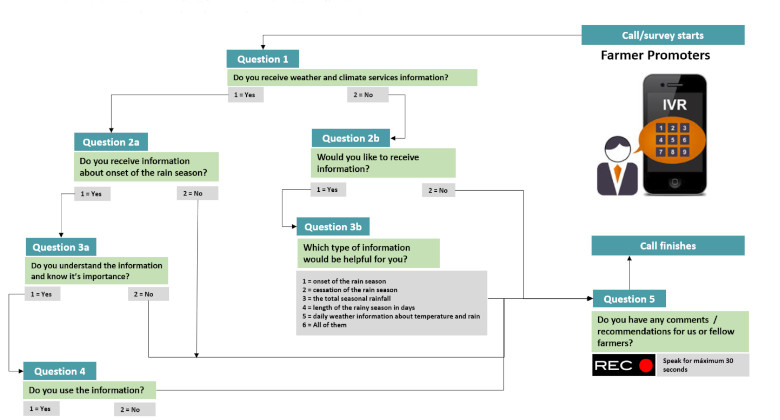 Call/survey starts
Farmer Promoters
IVR
1 2 3
4 5 6
7 8 9
Question 1
Do you receive weather and climate services information?
1 = Yes
2 = No
Question 2a
Do you receive information
about onset of the rain season?
1 = Yes
2 = No
Question 2b
Would you like to receive
information?
1 = Yes
2 = No
Question 3a
Do you understand the information
and know it's importance?
1 = Yes
2 = No
Question 3b
Which type of information
would be helpful for you?
1 = onset of the rain season
2 = cessation of the rain season
3 = the total seasonal rainfall
4 = length of the rainy season in days
5 = daily weather information about temperature and rain
6 = All of them
Question 4
Do you use the information?
1 = Yes
2 = No
Call finishes
Question 5
Do you have any comments /
recommendations for us or fellow
farmers?
REC
Speak for máximum 30
seconds